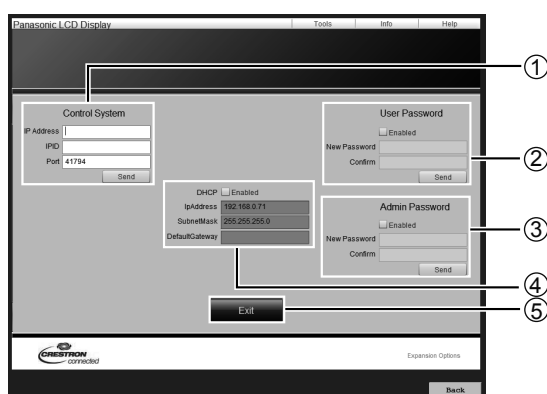 Panasonic LCD Display
Tools Info Help
Control System
IP Address
IPID
Port 41794
Send
User Password
Enabled
New Password
Confirm
Send
DHCP Enabled
IpAddress 192.168.0.71
SubnetMask 255.255.255.0
DefaultGateway
Admin Password
Enabled
New Password
Confirm
Send
Exit
CRESTRON
connected
Expansion Options
Back
1
2
3
4
5